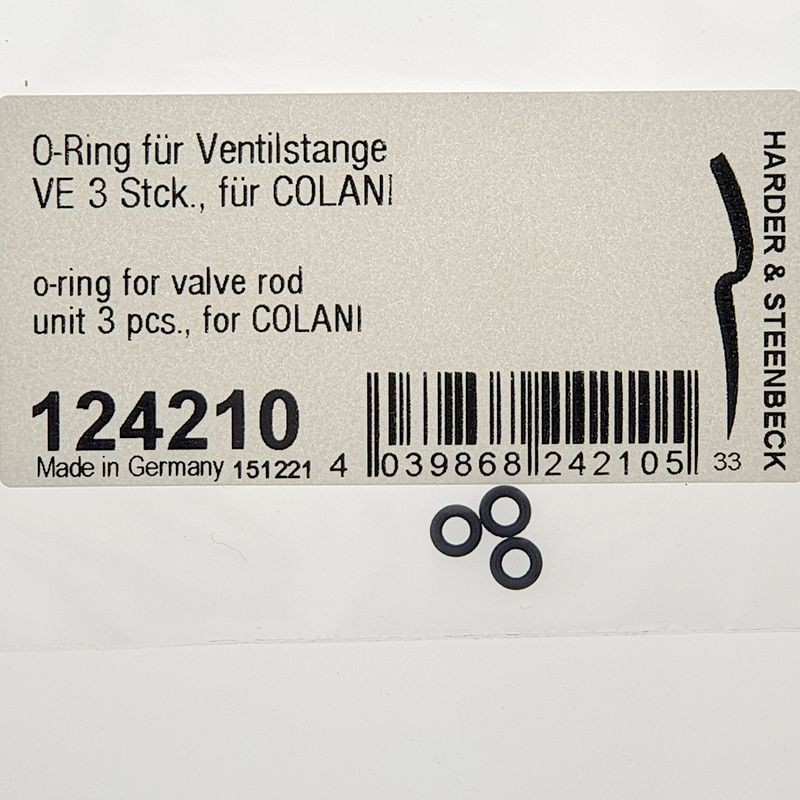 O-Ring für Ventilstange
VE 3 Stck., für COLANI
o-ring for valve rod
unit 3 pcs., for COLANI
124210
Made in Germany 151221
4 039868 242105
33
HARDER & STEENBECK